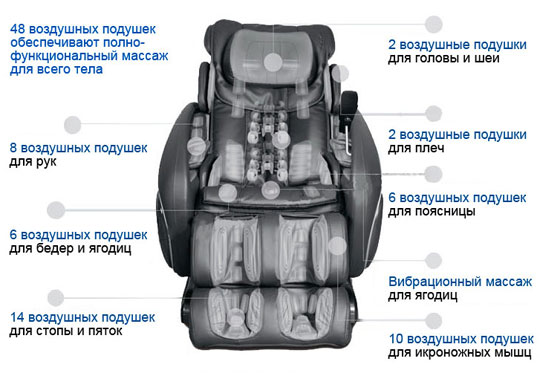 48 воздушных подушек
обеспечивают полно-
функциональный массаж
для всего тела
2 воздушные подушки
для головы и шеи
8 воздушных подушек
для рук
2 воздушные подушки
для плеч
6 воздушных подушек
для поясницы
6 воздушных подушек
для бедер и ягодиц
Вибрационный массаж
для ягодиц
14 воздушных подушек
для стопы и пяток
10 воздушных подушек
для икроножных мышц